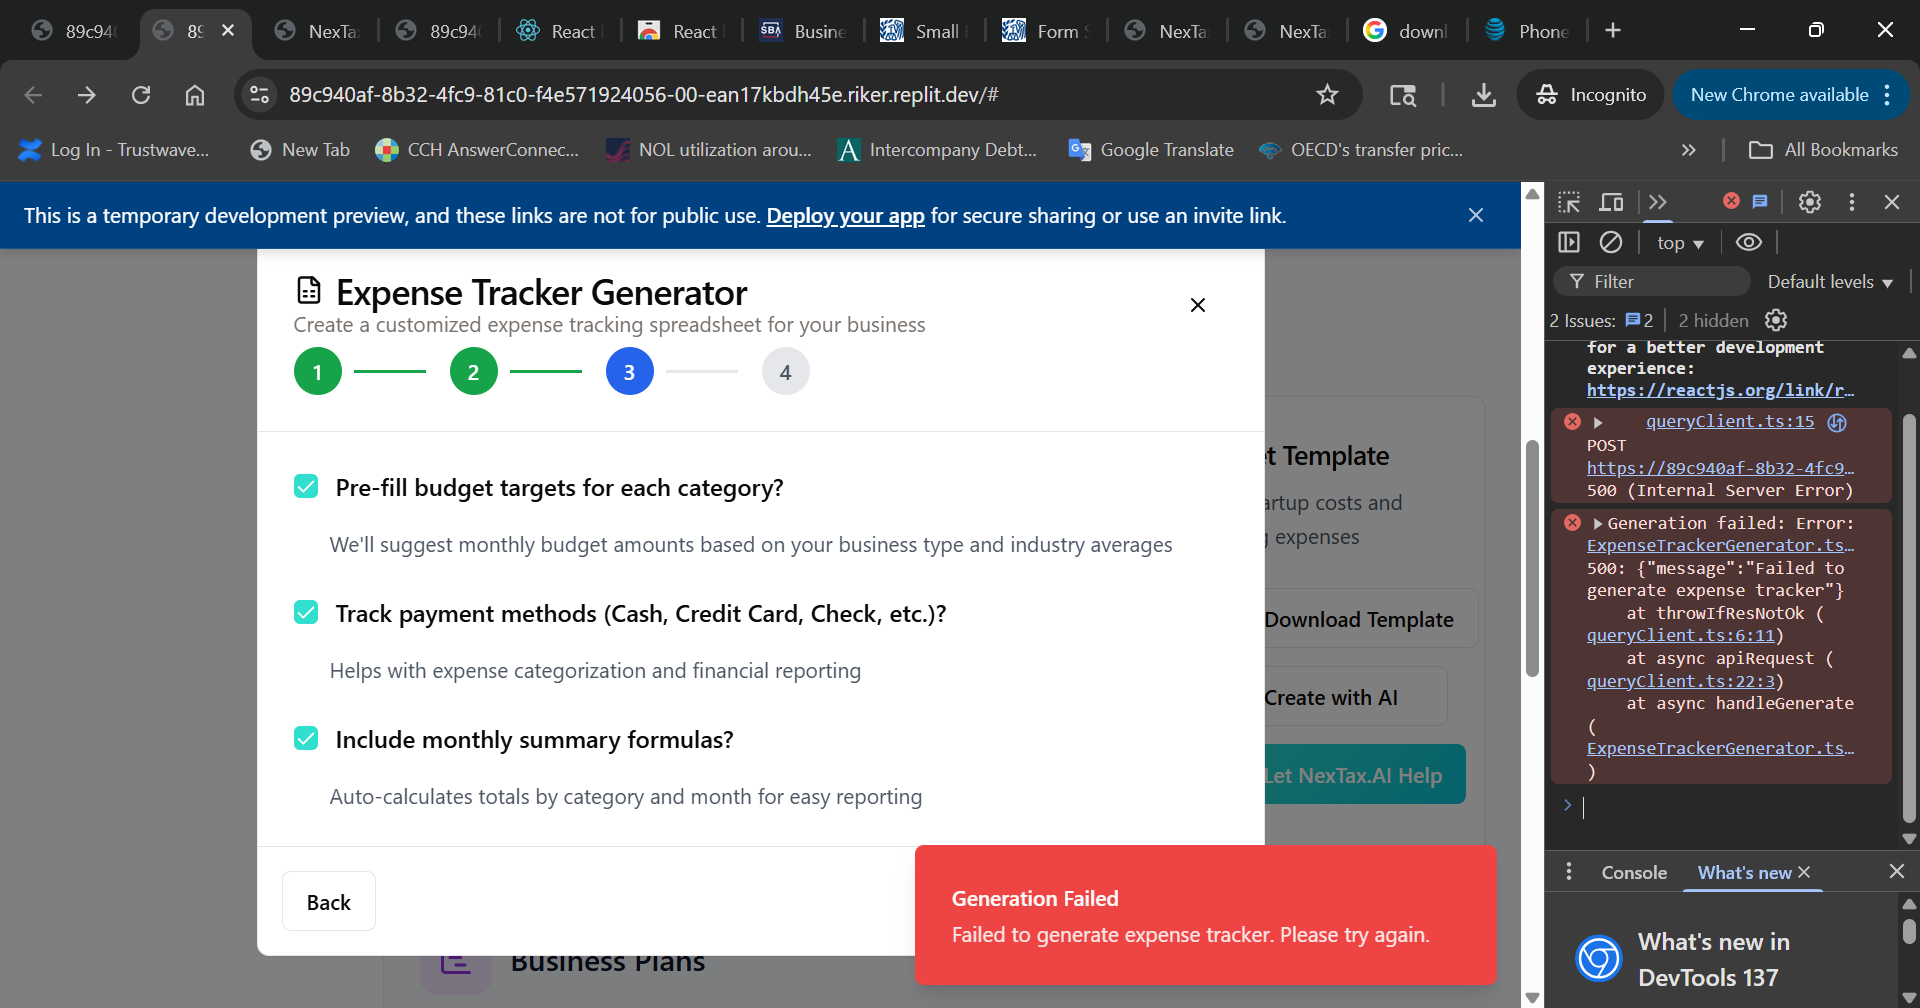 89c94
89
NexTa
89c94
React
React
Busine
Small
Form
NexTa
NexTa
downl
Phone
89c940af-8b32-4fc9-81c0-f4e571924056-00-ean17kbdh45e.riker.replit.dev/#
Incognito
New Chrome available
Log In - Trustwave...
New Tab
CCH AnswerConnec...
NOL utilization arou...
Intercompany Debt...
Google Translate
OECD's transfer pric...
All Bookmarks
This is a temporary development preview, and these links are not for public use. Deploy your app for secure sharing or use an invite link.
Expense Tracker Generator
Create a customized expense tracking spreadsheet for your business
1
2
3
4
Pre-fill budget targets for each category?
We'll suggest monthly budget amounts based on your business type and industry averages
Track payment methods (Cash, Credit Card, Check, etc.)?
Helps with expense categorization and financial reporting
Include monthly summary formulas?
Auto-calculates totals by category and month for easy reporting
Back
t Template
artup costs and
g expenses
Download Template
Create with AI
Let NexTax.AI Help
Business Plans
Generation Failed
Failed to generate expense tracker. Please try again.
top
Filter
Default levels
2 Issues: 2
2 hidden
for a better development
experience:
https://reactjs.org/link/r…
queryClient.ts:15
POST
https://89c940af-8b32-4fc9…
500 (Internal Server Error)
Generation failed: Error:
ExpenseTrackerGenerator.ts…
500: {"message":"Failed to
generate expense tracker"}
at throwIfResNotOk (
queryClient.ts:6:11)
at async apiRequest (
queryClient.ts:22:3)
at async handleGenerate
(
ExpenseTrackerGenerator.ts…
)
Console
What's new
What's new in
DevTools 137